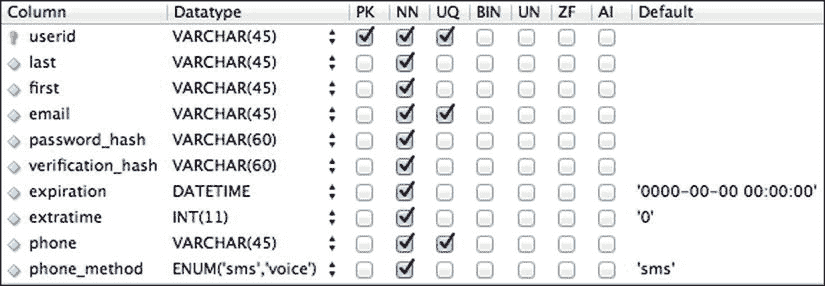 Column Datatype PK NN UQ BIN UN ZF AI Default
userid VARCHAR(45)
last VARCHAR(45)
first VARCHAR(45)
email VARCHAR(45)
password_hash VARCHAR(60)
verification_hash VARCHAR(60)
expiration DATETIME '0000-00-00 00:00:00'
extratime INT(11) '0'
phone VARCHAR(45)
phone_method ENUM('sms','voice') 'sms'